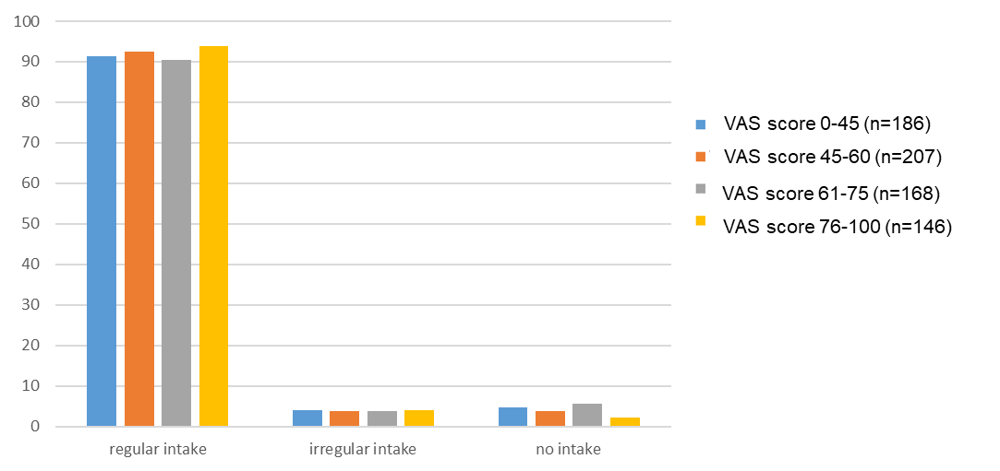 100
90
80
70
60
50
40
30
20
10
0
regular intake
irregular intake
no intake
VAS score 0-45 (n=186)
VAS score 45-60 (n=207)
VAS score 61-75 (n=168)
VAS score 76-100 (n=146)